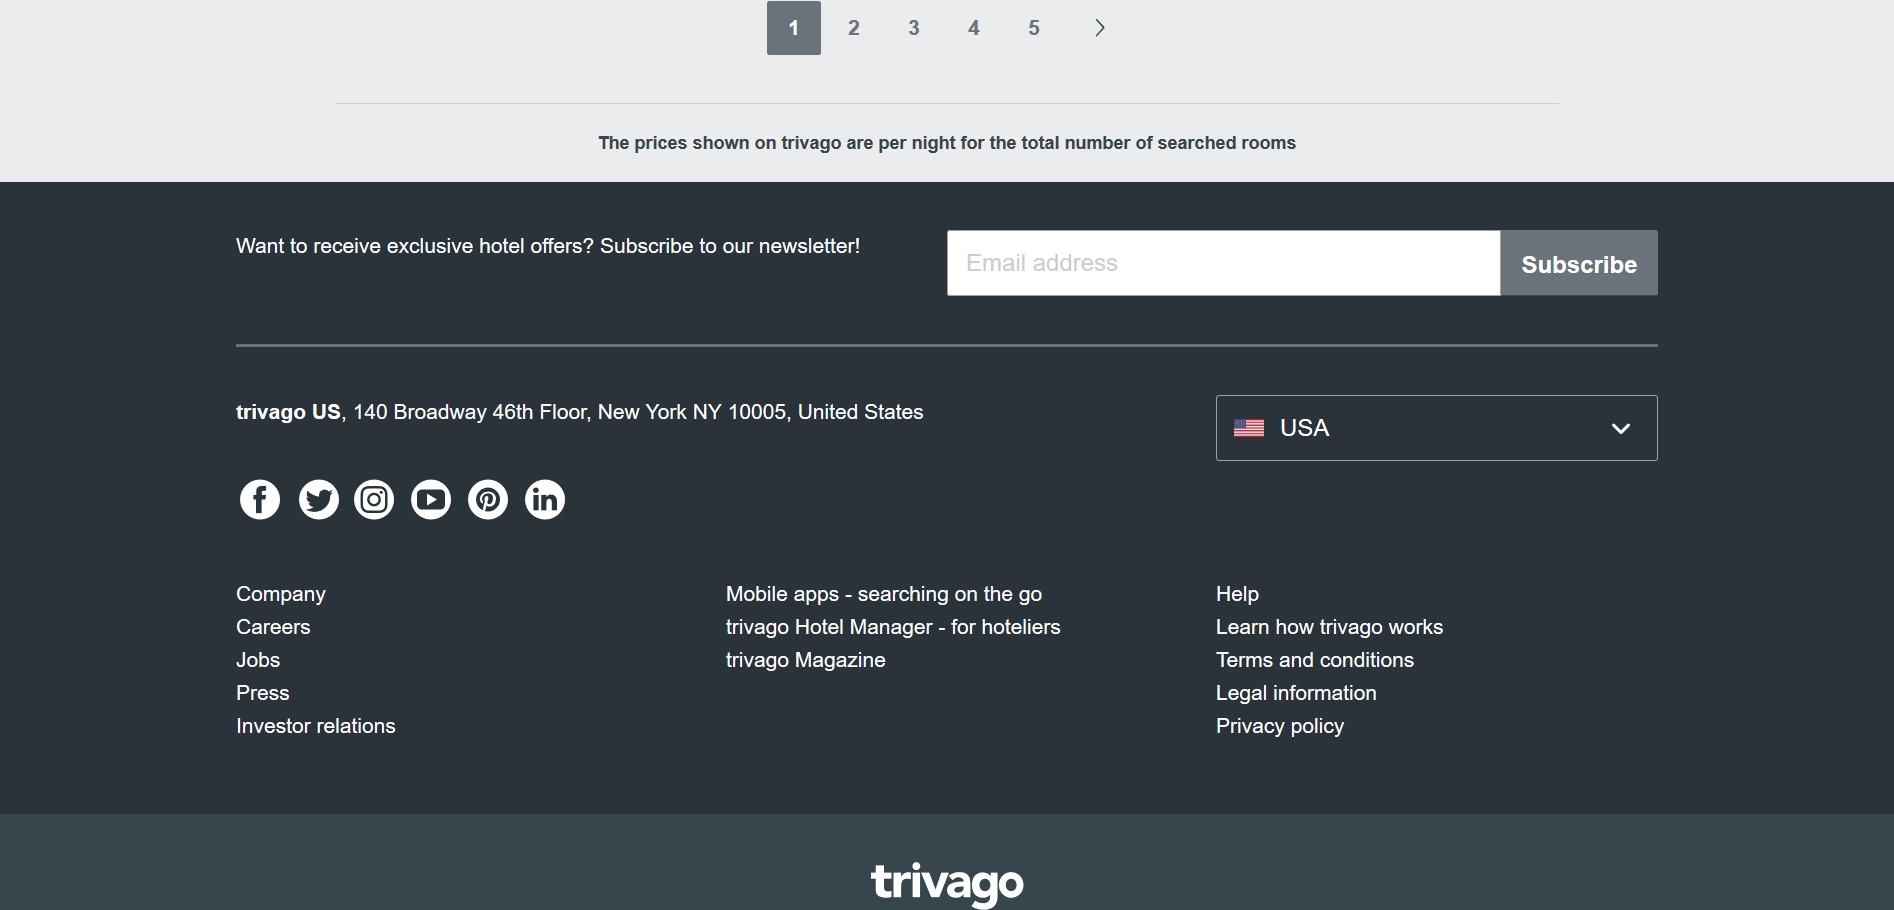 1 2 3 4 5
The prices shown on trivago are per night for the total number of searched rooms
Want to receive exclusive hotel offers? Subscribe to our newsletter!
Email address
Subscribe
trivago US, 140 Broadway 46th Floor, New York NY 10005, United States
USA
Company
Careers
Jobs
Press
Investor relations
Mobile apps - searching on the go
trivago Hotel Manager - for hoteliers
trivago Magazine
Help
Learn how trivago works
Terms and conditions
Legal information
Privacy policy
trivago